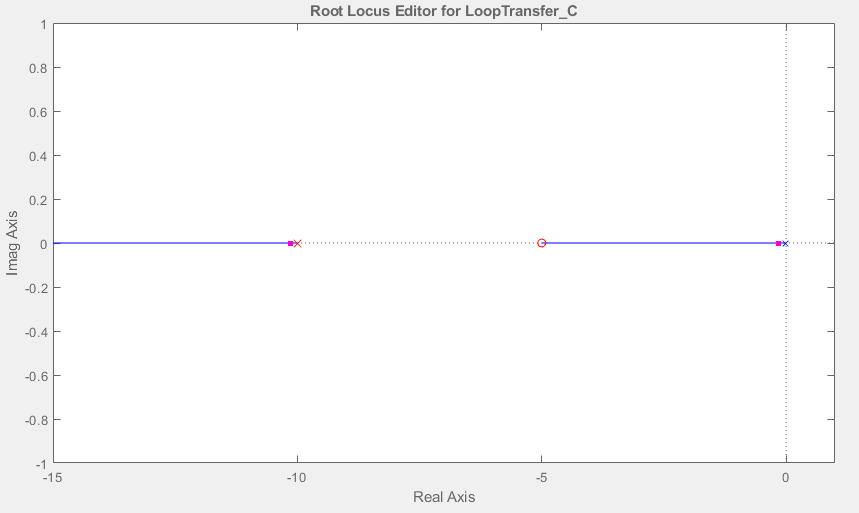 Root Locus Editor for LoopTransfer_C
1
0.8
0.6
0.4
0.2
0
-0.2
-0.4
-0.6
-0.8
-1
Imag Axis
-15 -10 -5 0
Real Axis